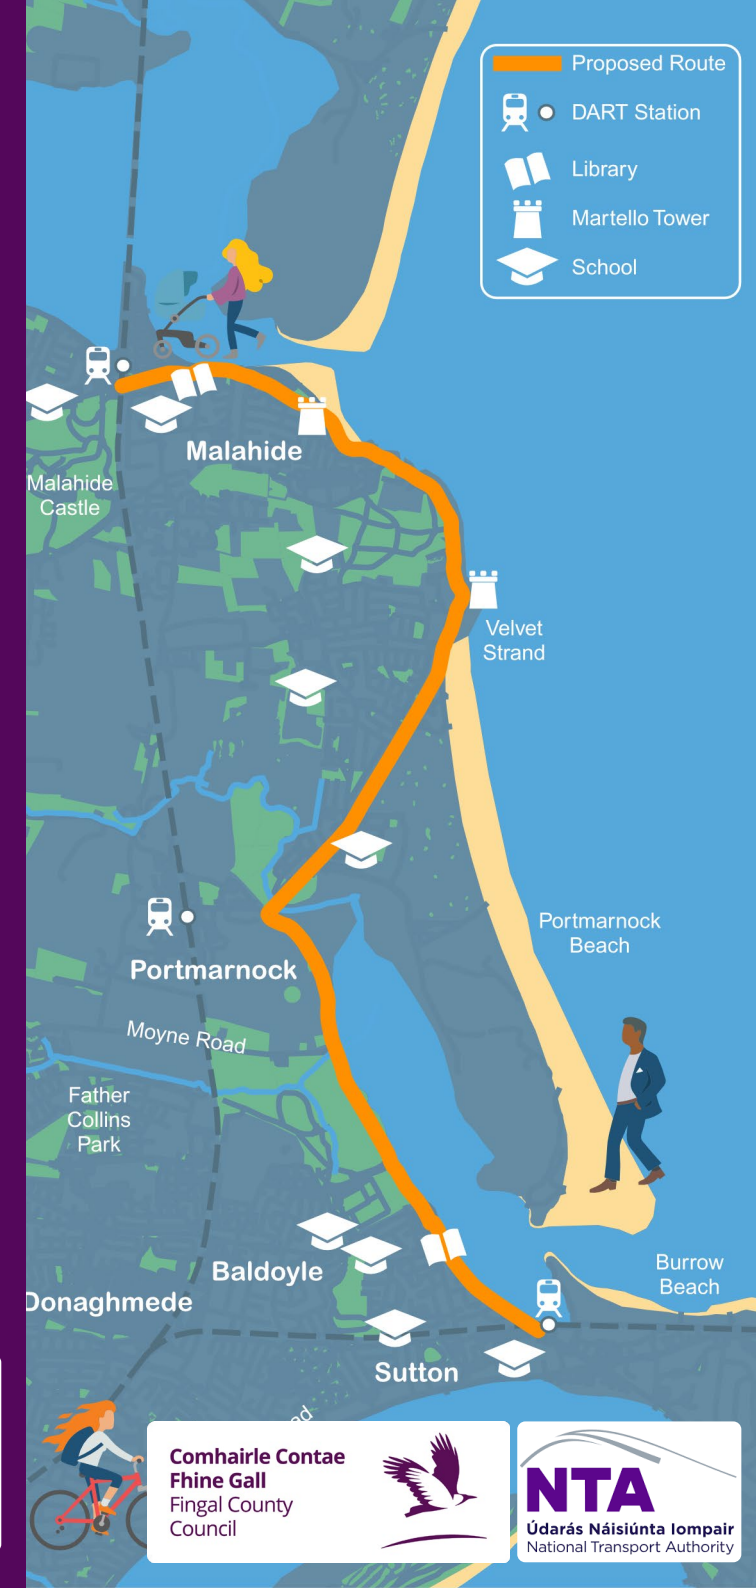 Proposed Route
DART Station
Library
Martello Tower
School
Malahide
Malahide
Castle
Velvet
Strand
Portmarnock
Beach
Portmarnock
Moyne Road
Father
Collins
Park
Baldoyle
Burrow
Beach
Donaghmede
Sutton
ad
Comhairle Contae
Fhine Gall
Fingal County
Council
NTA
Údarás Náisiúnta Iompair
National Transport Authority